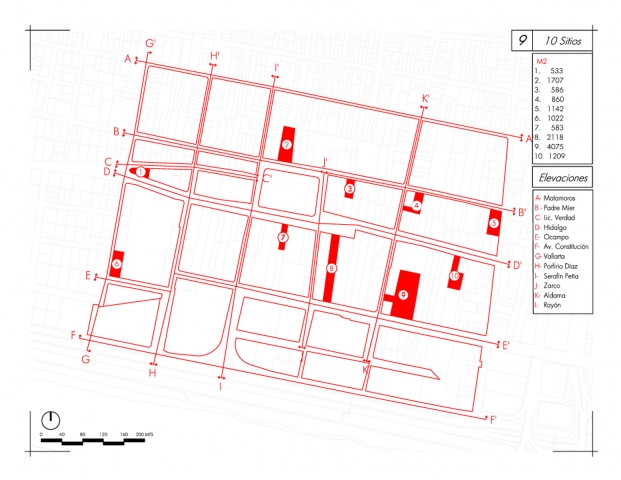 9 10 Sitios
M2
1. 533
2. 1707
3. 586
4. 860
5. 1142
6. 1022
7. 583
8. 2118
9. 4075
10. 1209
Elevaciones
A- Matamoros
B- Padre Mier
C- Lic. Verdad
D- Hidalgo
E- Ocampo
F- Av. Constitución
G- Vallarta
H- Porfirio Díaz
I- Serafín Peña
J- Zarco
K- Aldama
L- Rayón
G'
A
H'
I'
K'
A'
B
2
J'
C
D
1
C'
3
4
B'
5
7
D'
6
8
10
E
9
F
E'
G
H
K
I
F'
0 40 80 120 160 200 MTS